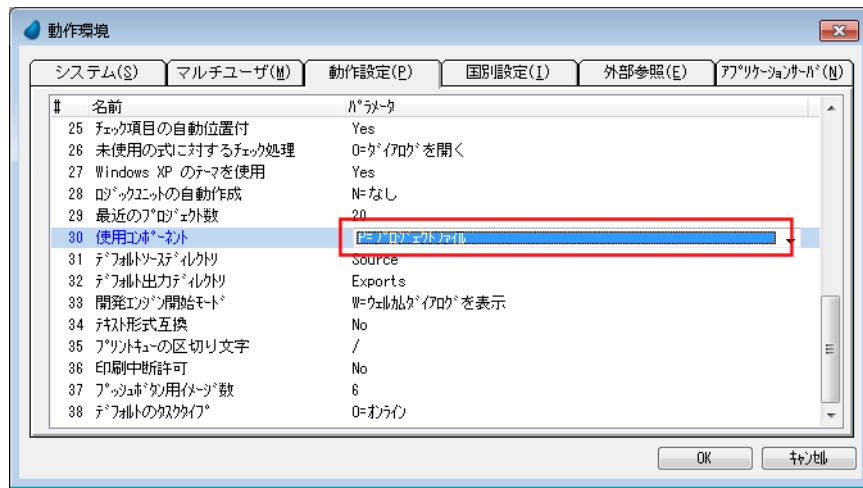 動作環境
システム(S) マルチユーザ(M) 動作設定(P) 国別設定(I) 外部参照(E) ｱﾌﾟﾘｹｰｼｮﾝｻｰﾊﾞ(N)
# 名前 ﾊﾟﾗﾒｰﾀ
25 ﾁｪｯｸ項目の自動位置付 Yes
26 未使用の式に対するﾁｪｯｸ処理 O=ﾀﾞｲｱﾛｸﾞを開く
27 Windows XP のﾃｰﾏを使用 Yes
28 ﾛｼﾞｯｸﾕﾆｯﾄの自動作成 N=なし
29 最近のﾌﾟﾛｼﾞｪｸﾄ数 20
30 使用ｺﾝﾎﾟｰﾈﾝﾄ P=ﾌﾟﾛｼﾞｪｸﾄﾌｧｲﾙ
31 ﾃﾞﾌｫﾙﾄｿｰｽﾃﾞｨﾚｸﾄﾘ Source
32 ﾃﾞﾌｫﾙﾄ出力ﾃﾞｨﾚｸﾄﾘ Exports
33 開発ｴﾝｼﾞﾝ開始ﾓｰﾄﾞ W=ｳｪﾙｶﾑﾀﾞｲｱﾛｸﾞを表示
34 ﾃｷｽﾄ形式互換 No
35 ﾌﾟﾘﾝﾄｷｭｰの区切り文字 /
36 印刷中断許可 No
37 ﾌﾟｯｼｭﾎﾞﾀﾝ用ｲﾒｰｼﾞ数 6
38 ﾃﾞﾌｫﾙﾄのﾀｽｸﾀｲﾌﾟ O=ｵﾝﾗｲﾝ
OK ｷｬﾝｾﾙ